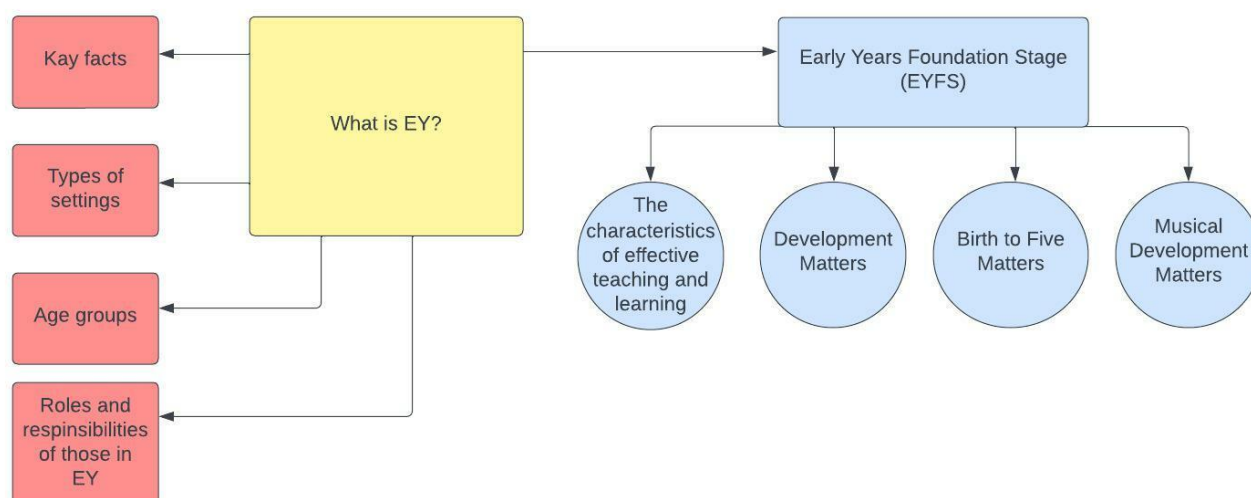 Kay facts
What is EY?
Early Years Foundation Stage
(EYFS)
Types of
settings
Age groups
Roles and
respinsibilities
of those in
EY
The
characteristics
of effective
teaching and
learning
Development
Matters
Birth to Five
Matters
Musical
Development
Matters